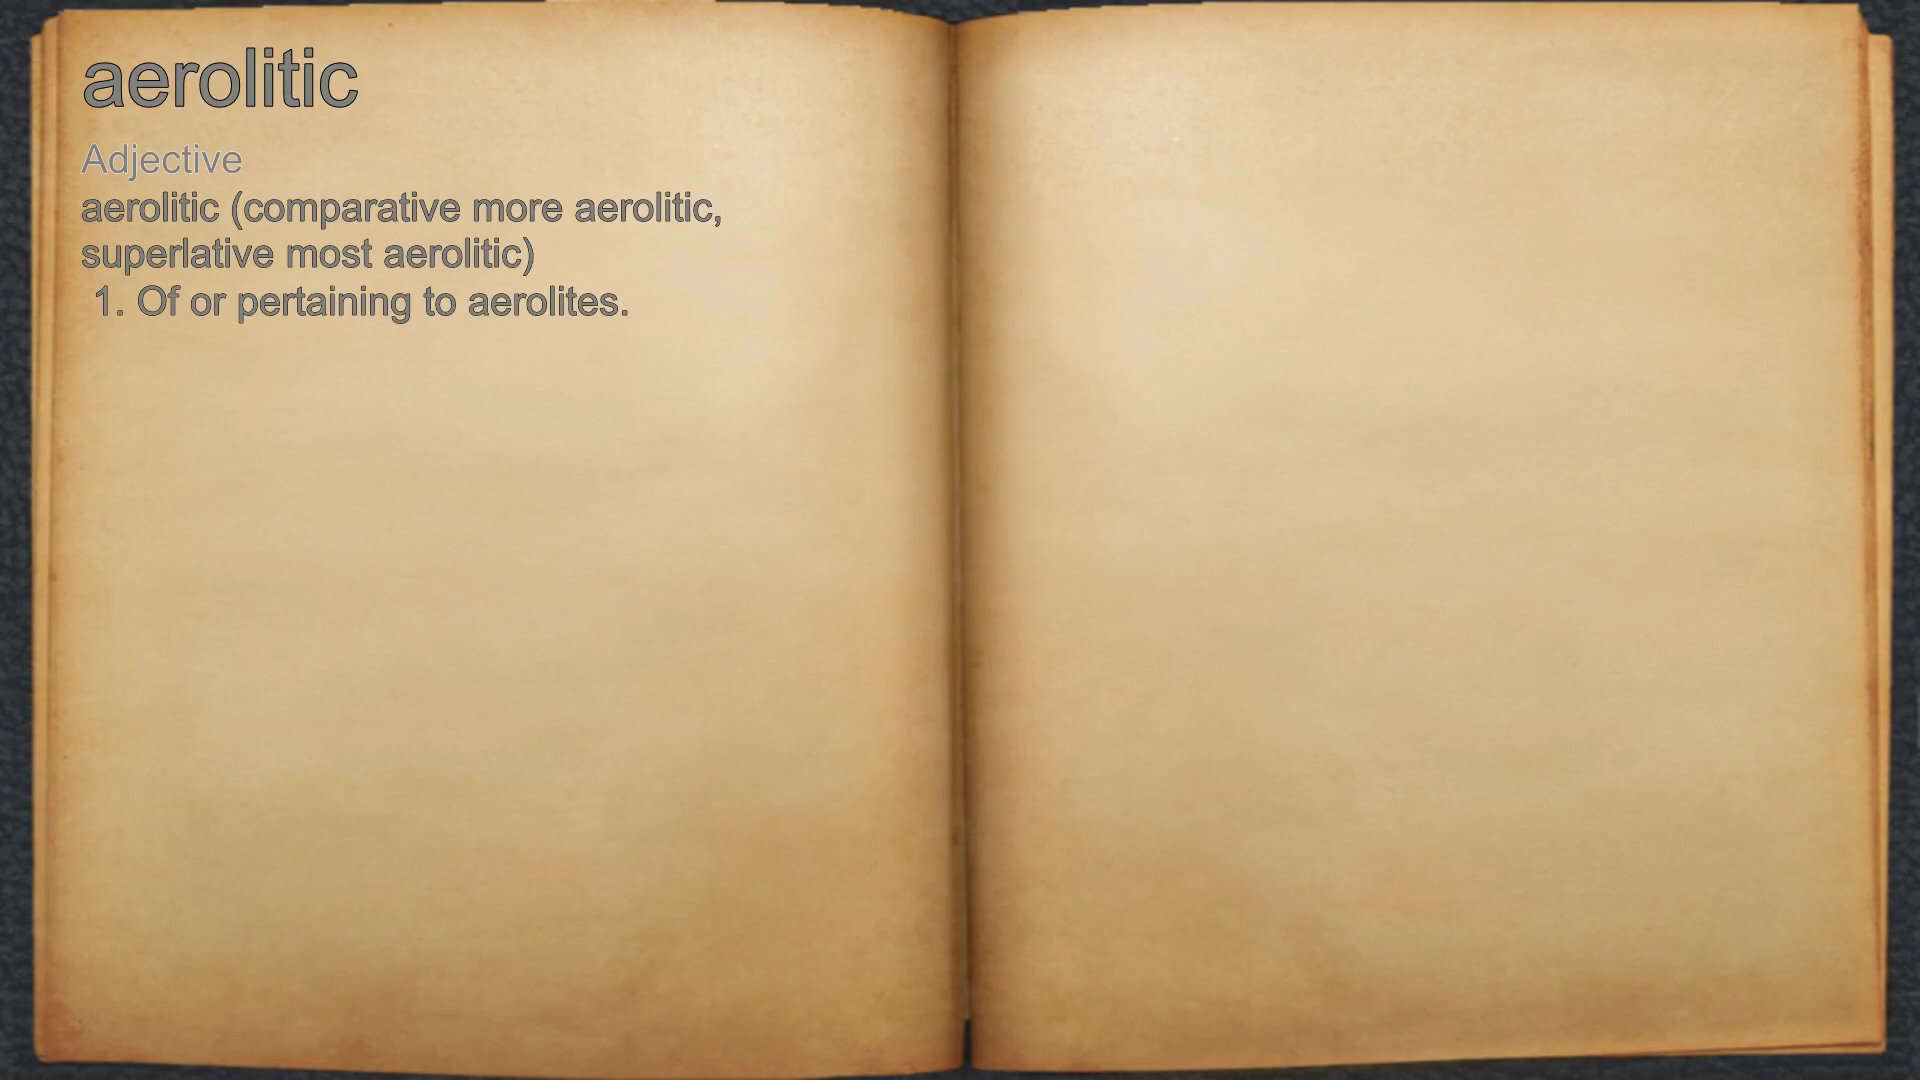 aerolitic
Adjective
aerolitic (comparative more aerolitic,
superlative most aerolitic)
1. Of or pertaining to aerolites.